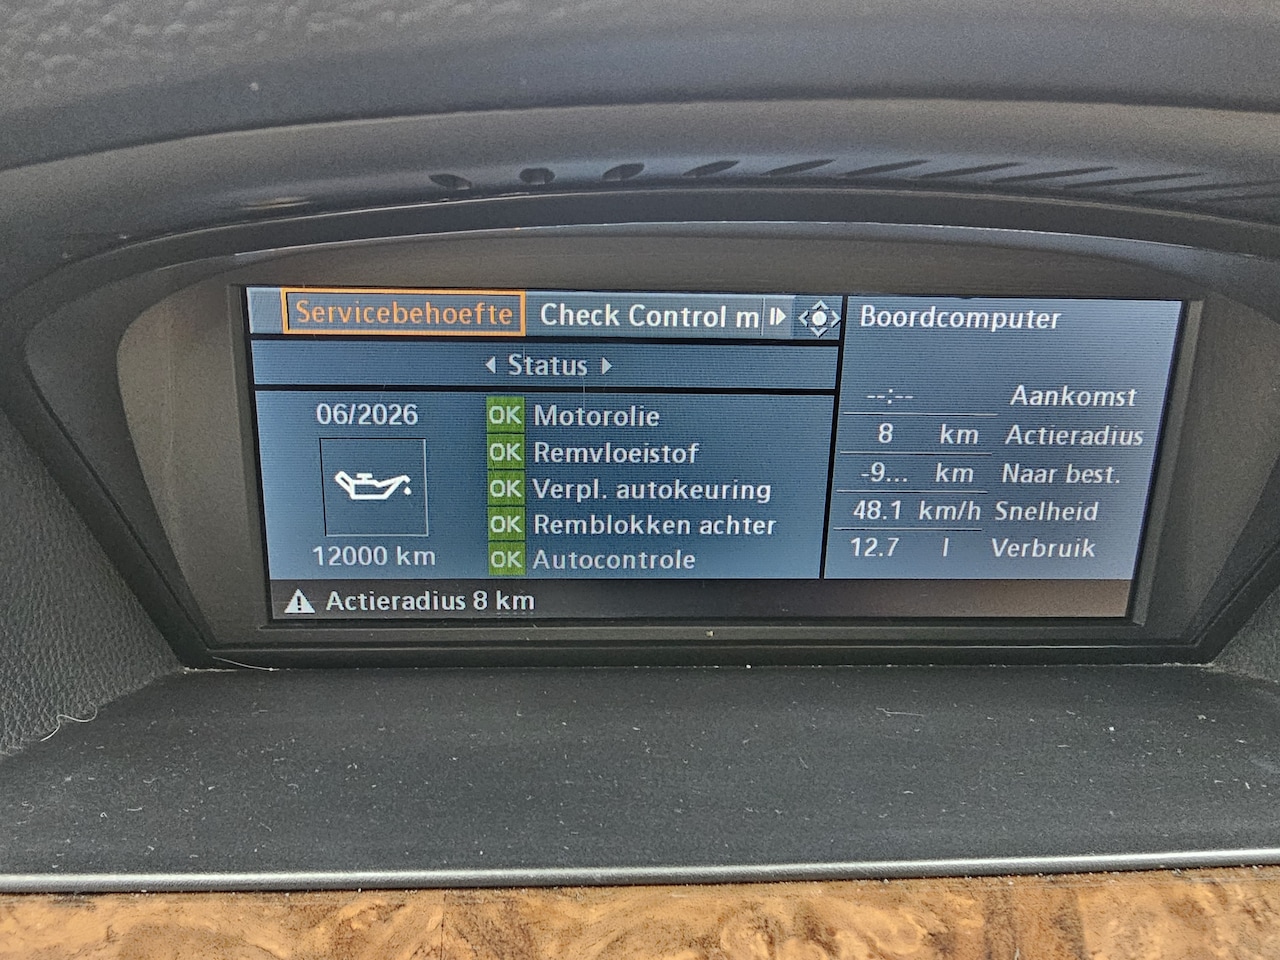 Servicebehoefte Check Control m
Status
06/2026
12000 km
OK Motorolie
OK Remvloeistof
OK Verpl. autokeuring
OK Remblokken achter
OK Autocontrole
Actieradius 8 km
Boordcomputer
--:-- Aankomst
8 km Actieradius
-9... km Naar best.
48.1 km/h Snelheid
12.7 l Verbruik